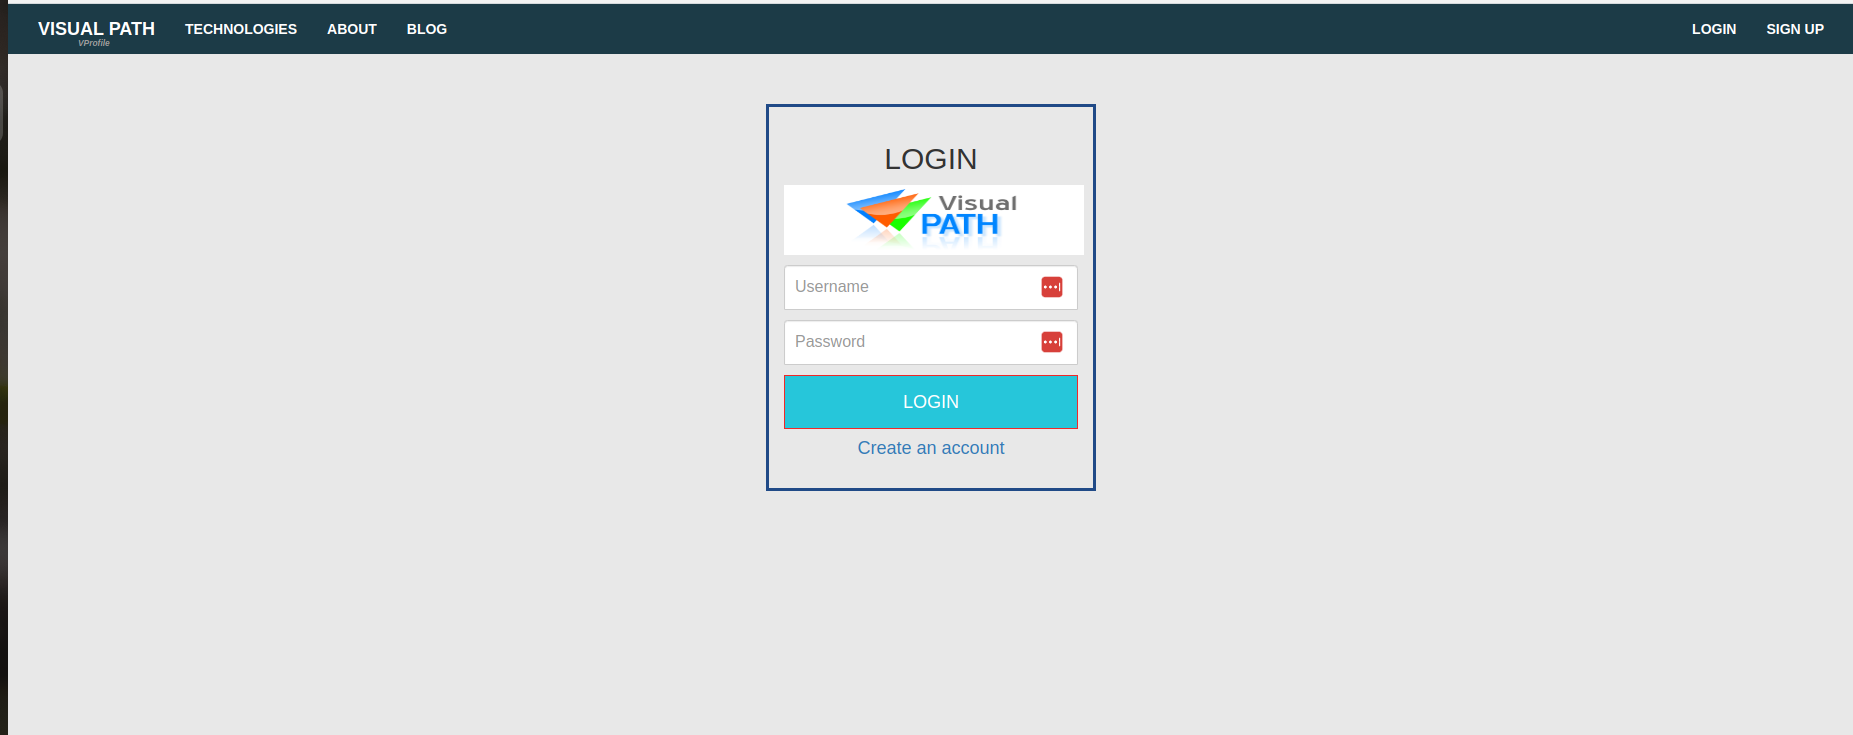 VISUAL PATH TECHNOLOGIES ABOUT BLOG LOGIN SIGN UP
VProfile
LOGIN
Visual
PATH
Username
Password
LOGIN
Create an account